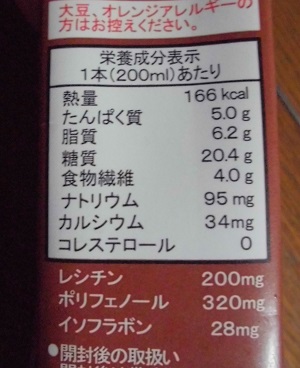 大豆、オレンジアレルギーの
方はお控えください。
栄養成分表示
1本(200ml)あたり
熱量 166 kcal
たんぱく質 5.0 g
脂質 6.2 g
糖質 20.4 g
食物繊維 4.0 g
ナトリウム 95 mg
カルシウム 34mg
コレステロール 0
レシチン 200mg
ポリフェノール 320mg
イソフラボン 28mg
●開封後の取扱い